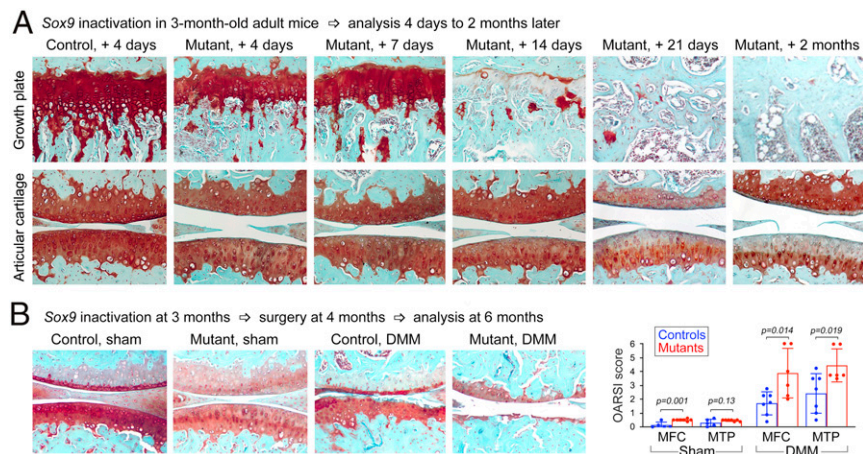 A
Sox9 inactivation in 3-month-old adult mice ⇨ analysis 4 days to 2 months later
Control, + 4 days
Mutant, + 4 days
Mutant, + 7 days
Mutant, + 14 days
Mutant, + 21 days
Mutant, + 2 months
Growth plate
Articular cartilage
B
Sox9 inactivation at 3 months ⇨ surgery at 4 months ⇨ analysis at 6 months
Control, sham
Mutant, sham
Control, DMM
Mutant, DMM
Controls
Mutants
OARSI score
6
5
4
3
2
1
0
p=0.001
p=0.13
p=0.014
p=0.019
MFC
MTP
MFC
MTP
Sham
DMM